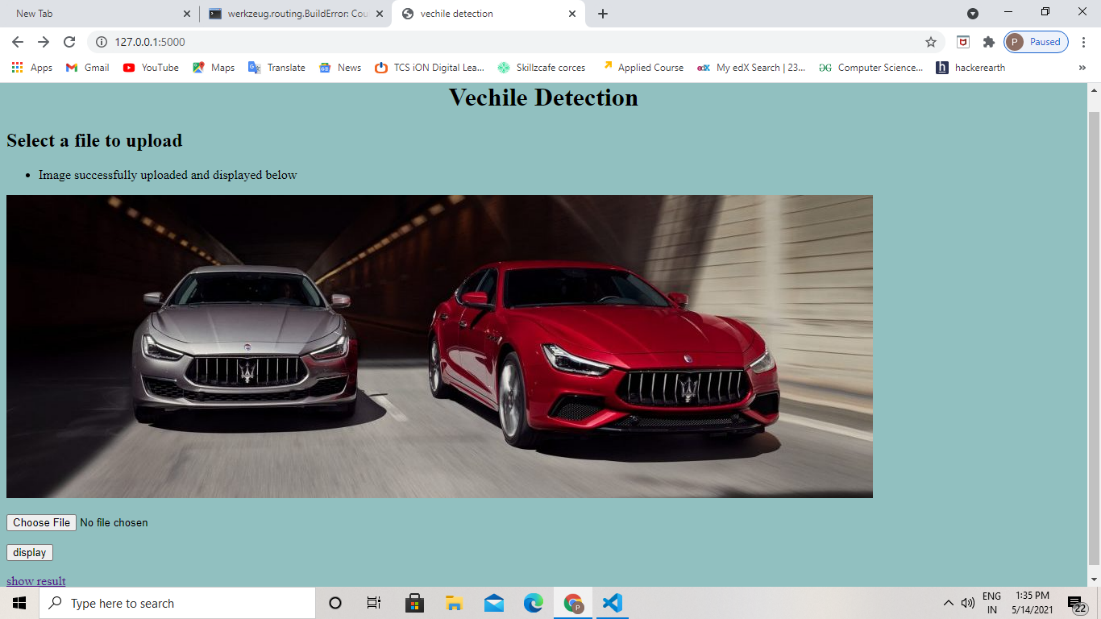 New Tab
werkzeug.routing.BuildError: Cou
vechile detection
127.0.0.1:5000
P Paused
Apps Gmail YouTube Maps Translate News TCS iON Digital Lea... Skillzcafe corces Applied Course edX My edX Search | 23... GG Computer Science... h hackerearth »
Vechile Detection
Select a file to upload
• Image successfully uploaded and displayed below
Choose File No file chosen
display
show result
Type here to search
ENG
IN
1:35 PM
5/14/2021
22